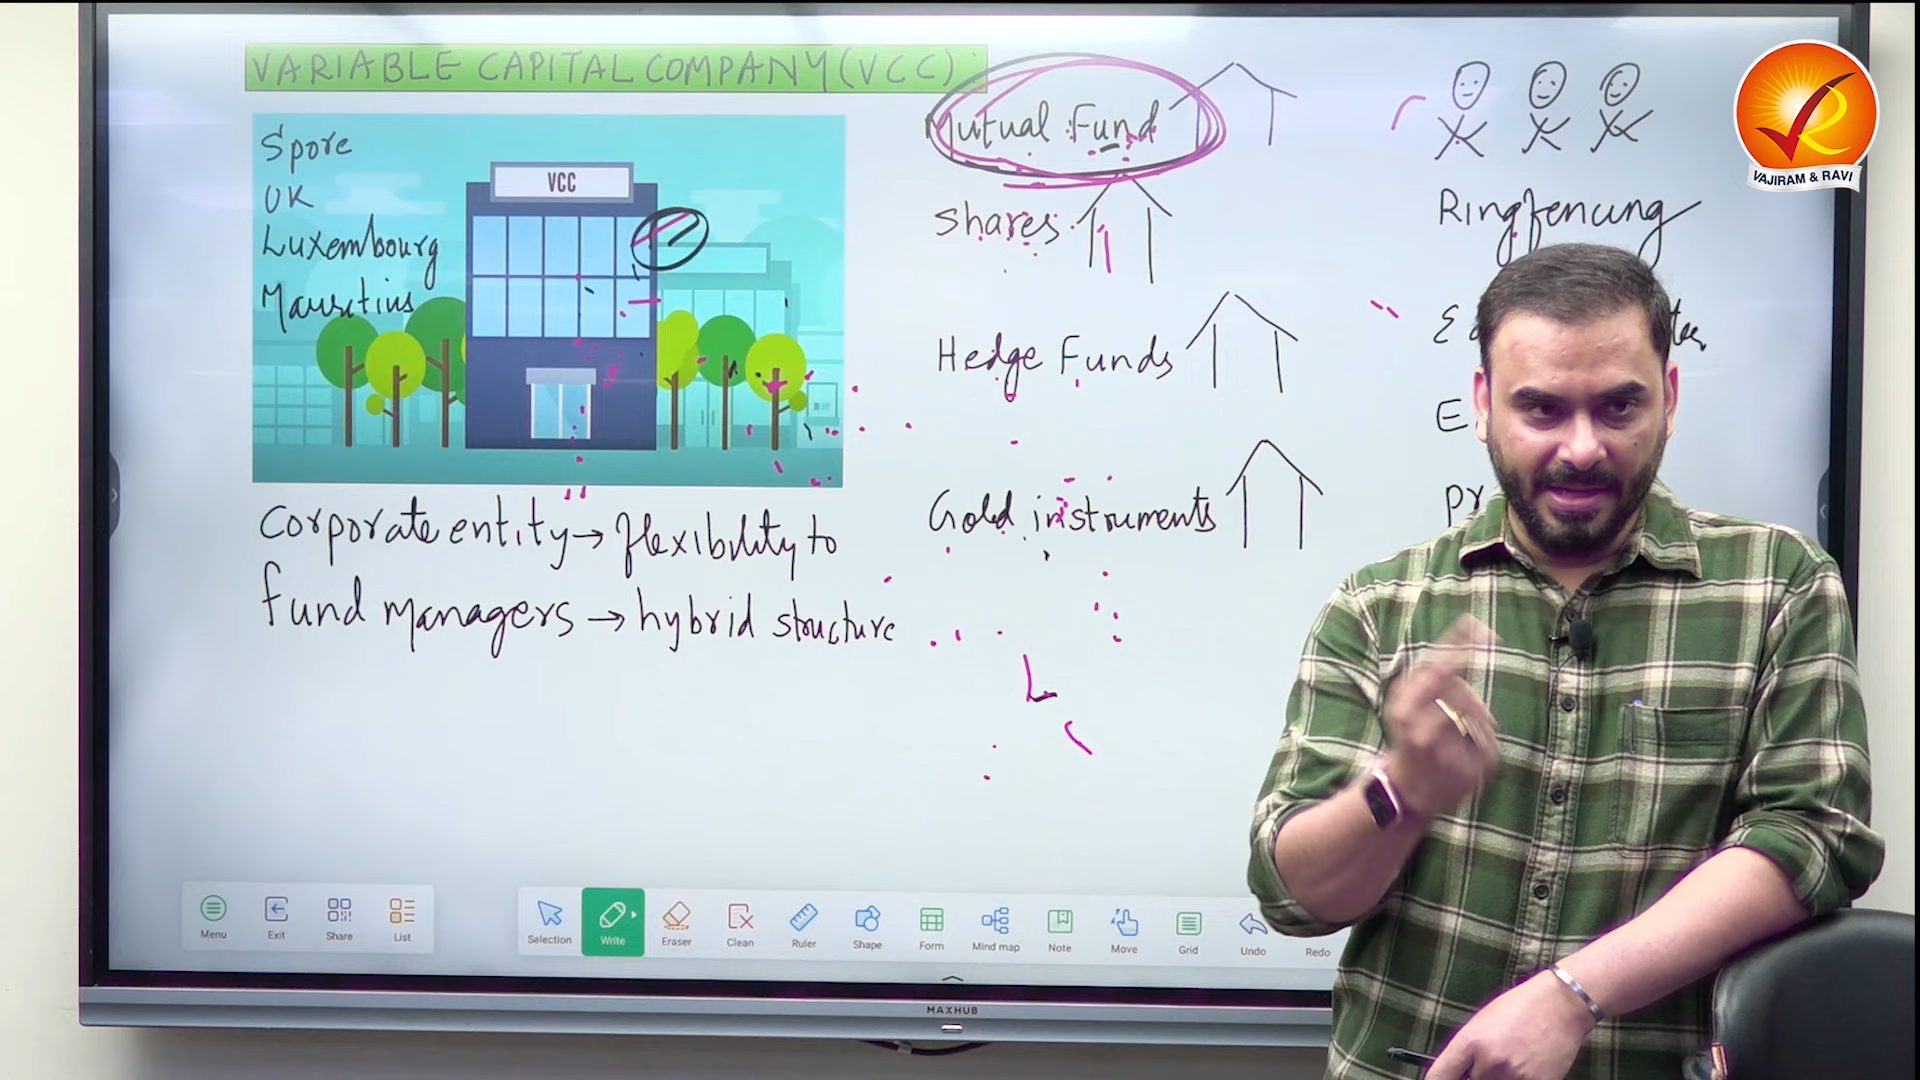 VARIABLE CAPITAL COMPANY (VCC):
Spore
UK
Luxembourg
Mauritius
VCC
Corporate entity → flexibility to
fund managers → hybrid structure
Mutual Fund
Shares
Hedge Funds
Gold instruments
Ringfencing
VAJIRAM & RAVI
Menu
Exit
Share
List
Selection
Write
Eraser
Clean
Ruler
Shape
Form
Mind map
Note
Move
Grid
Undo
Redo
MAXHUB